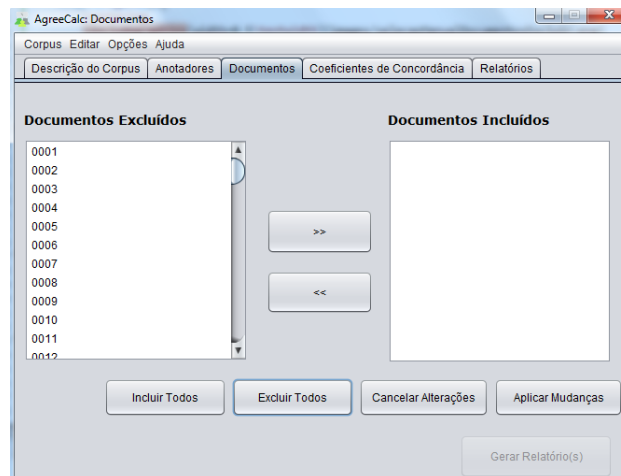 AgreeCalc: Documentos
Corpus Editar Opções Ajuda
Descrição do Corpus Anotadores Documentos Coeficientes de Concordância Relatórios
Documentos Excluídos Documentos Incluídos
0001
0002
0003
0004
0005
>>
0006
0007
0008
<<
0009
0010
0011
0012
Incluir Todos Excluir Todos Cancelar Alterações Aplicar Mudanças
Gerar Relatório(s)